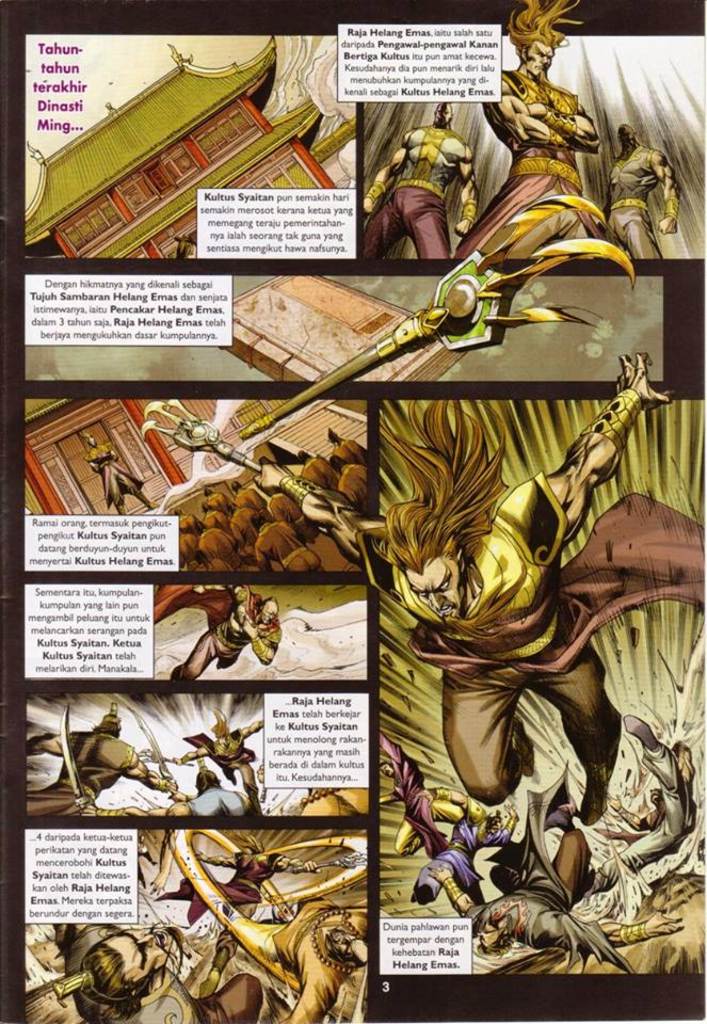 Tahun-
tahun
terakhir
Dinasti
Ming...
Kultus Syaitan pun semakin hari
semakin merosot kerana ketua yang
memegang teraju pemerintahan-
nya ialah seorang tak guna yang
sentiasa mengikut hawa nafsunya.
Raja Helang Emas, iaitu salah satu
daripada Pengawal-pengawal Kanan
Bertiga Kultus itu pun amat kecewa.
Kesudahanya dia pun menarik diri lalu
menubuhkan kumpulannya yang di-
kenali sebagai Kultus Helang Emas.
Dengan hikmatnya yang dikenali sebagai
Tujuh Sambaran Helang Emas dan senjata
istimewanya, iaitu Pencakar Helang Emas,
dalam 3 tahun saja, Raja Helang Emas telah
berjaya mengukuhkan dasar kumpulannya.
Ramai orang, termasuk pengikut-
pengikut Kultus Syaitan pun
datang berduyun-duyun untuk
menyertai Kultus Helang Emas.
Sementara itu, kumpulan-
kumpulan yang lain pun
mengambil peluang itu untuk
melancarkan serangan pada
Kultus Syaitan. Ketua
Kultus Syaitan telah
melarikan diri. Manakala...
...Raja Helang
Emas telah berkejar
ke Kultus Syaitan
untuk menolong rakan-
rakannya yang masih
berada di dalam kultus
itu. Kesudahannya...
...4 daripada ketua-ketua
perikatan yang datang
mencerobohi Kultus
Syaitan telah ditewas-
kan oleh Raja Helang
Emas. Mereka terpaksa
berundur dengan segera.
Dunia pahlawan pun
tergempar dengan
kehebatan Raja
Helang Emas.
3